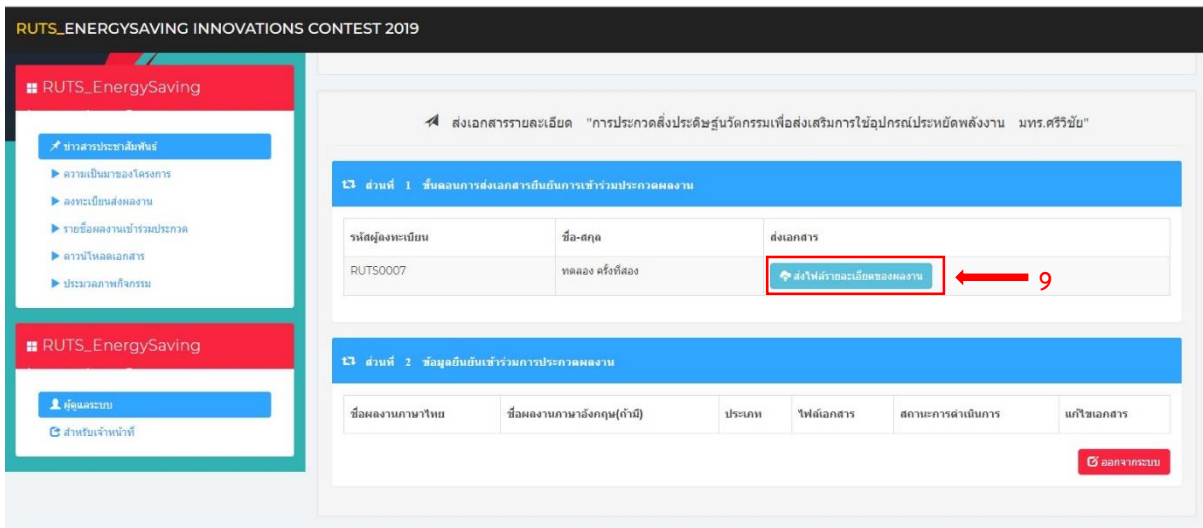 RUTS_ENERGYSAVING INNOVATIONS CONTEST 2019
RUTS_EnergySaving
ข่าวสารประชาสัมพันธ์
ความเป็นมาของโครงการ
ลงทะเบียนส่งผลงาน
รายชื่อผลงานเข้าร่วมประกวด
ดาวน์โหลดเอกสาร
ประมวลภาพกิจกรรม
RUTS_EnergySaving
ผู้ดูแลระบบ
สำหรับเจ้าหน้าที่
ส่งเอกสารรายละเอียด "การประกวดสิ่งประดิษฐ์นวัตกรรมเพื่อส่งเสริมการใช้อุปกรณ์ประหยัดพลังงาน มทร.ศรีวิชัย"
ส่วนที่ 1 ขั้นตอนการส่งเอกสารยืนยันการเข้าร่วมประกวดผลงาน
รหัสผู้ลงทะเบียน ชื่อ-สกุล ส่งเอกสาร
RUTS0007 ทดลอง ครั้งที่สอง ส่งไฟล์รายละเอียดของผลงาน 9
ส่วนที่ 2 ข้อมูลยืนยันเข้าร่วมการประกวดผลงาน
ชื่อผลงานภาษาไทย ชื่อผลงานภาษาอังกฤษ(ถ้ามี) ประเภท ไฟล์เอกสาร สถานะการดำเนินการ แก้ไขเอกสาร
ออกจากระบบ